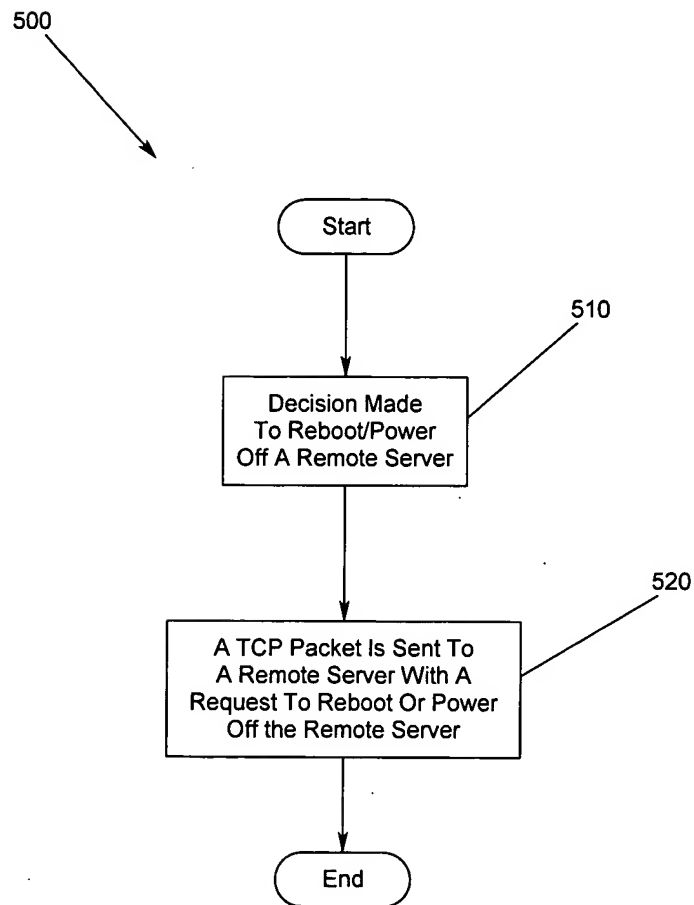 500
Start
510
Decision Made
To Reboot/Power
Off A Remote Server
520
A TCP Packet Is Sent To
A Remote Server With A
Request To Reboot Or Power
Off the Remote Server
End